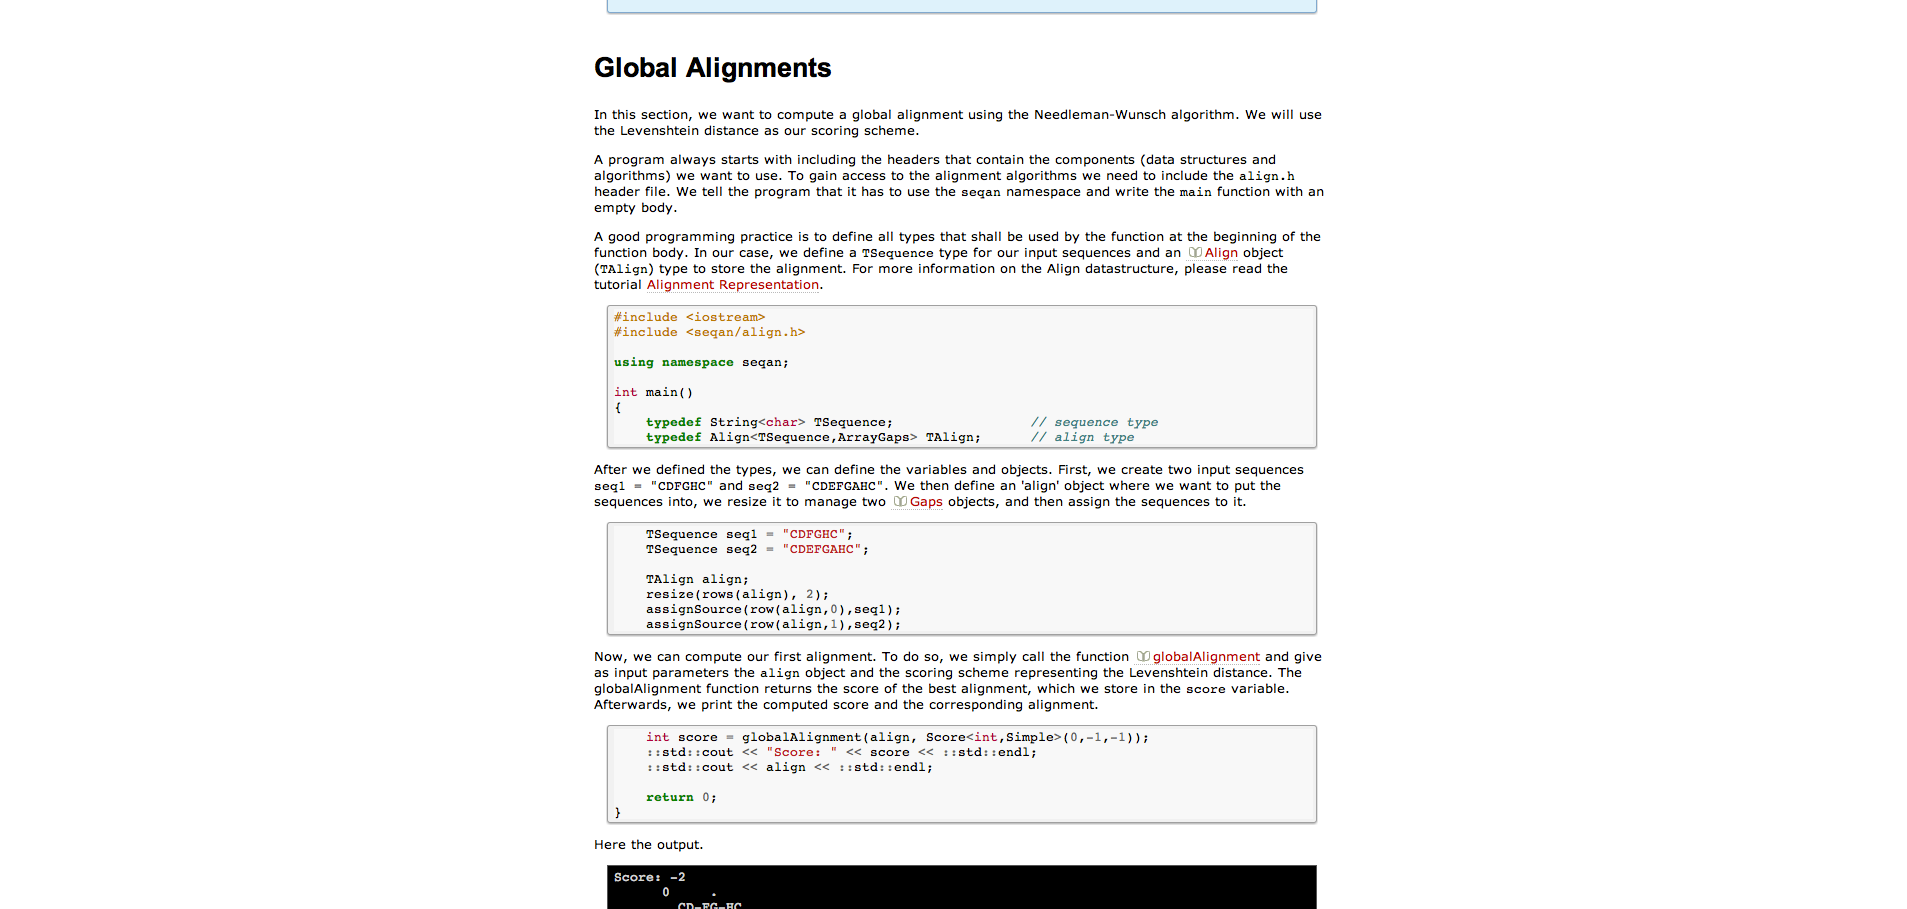 Global Alignments
In this section, we want to compute a global alignment using the Needleman-Wunsch algorithm. We will use
the Levenshtein distance as our scoring scheme.
A program always starts with including the headers that contain the components (data structures and
algorithms) we want to use. To gain access to the alignment algorithms we need to include the align.h
header file. We tell the program that it has to use the seqan namespace and write the main function with an
empty body.
A good programming practice is to define all types that shall be used by the function at the beginning of the
function body. In our case, we define a TSequence type for our input sequences and an Align object
(TAlign) type to store the alignment. For more information on the Align datastructure, please read the
tutorial Alignment Representation.
#include <iostream>
#include <seqan/align.h>
using namespace seqan;
int main()
{
typedef String<char> TSequence; // sequence type
typedef Align<TSequence,ArrayGaps> TAlign; // align type
After we defined the types, we can define the variables and objects. First, we create two input sequences
seq1 = "CDFGHC" and seq2 = "CDEFGAHC". We then define an 'align' object where we want to put the
sequences into, we resize it to manage two Gaps objects, and then assign the sequences to it.
TSequence seq1 = "CDFGHC";
TSequence seq2 = "CDEFGAHC";
TAlign align;
resize(rows(align), 2);
assignSource(row(align,0),seq1);
assignSource(row(align,1),seq2);
Now, we can compute our first alignment. To do so, we simply call the function globalAlignment and give
as input parameters the align object and the scoring scheme representing the Levenshtein distance. The
globalAlignment function returns the score of the best alignment, which we store in the score variable.
Afterwards, we print the computed score and the corresponding alignment.
int score = globalAlignment(align, Score<int,Simple>(0,-1,-1));
::std::cout << "Score: " << score << ::std::endl;
::std::cout << align << ::std::endl;
return 0;
}
Here the output.
Score: -2
0 .
CD-FG-HC